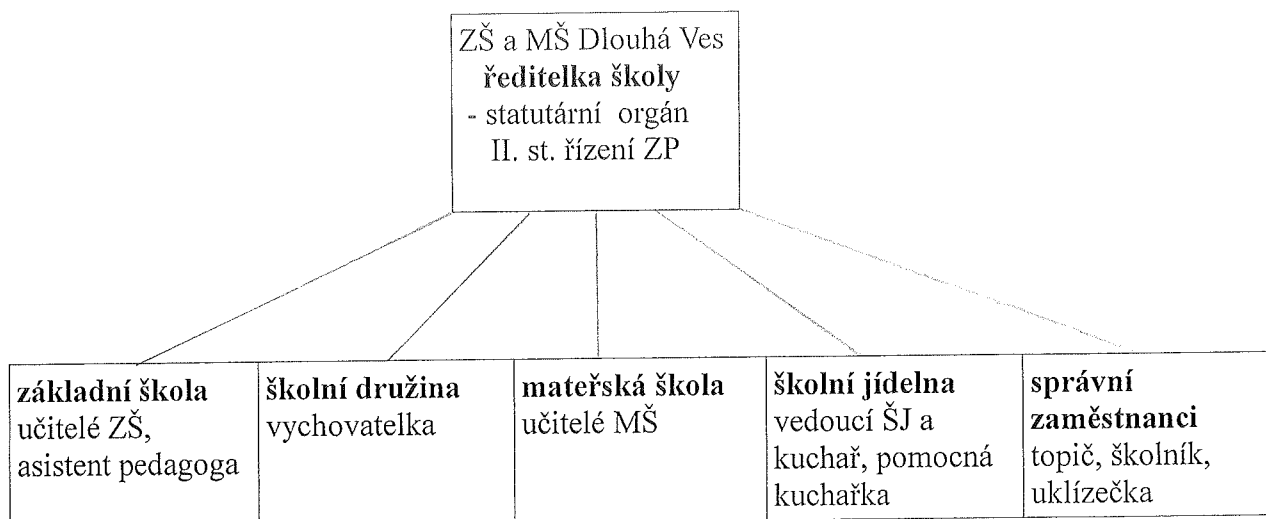 ZŠ a MŠ Dlouhá Ves
ředitelka školy
- statutární orgán
II. st. řízení ZP
základní škola
učitelé ZŠ,
asistent pedagoga
školní družina
vychovatelka
mateřská škola
učitelé MŠ
školní jídelna
vedoucí ŠJ a
kuchař, pomocná
kuchařka
správní
zaměstnanci
topič, školník,
uklízečka